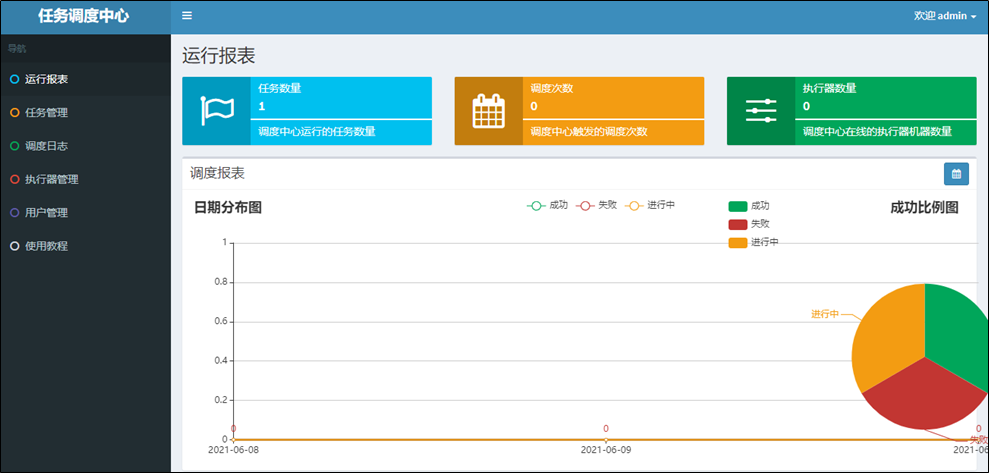 任务调度中心
欢迎 admin
导航
运行报表
任务管理
调度日志
执行器管理
用户管理
使用教程
运行报表
任务数量
1
调度中心运行的任务数量
调度次数
0
调度中心触发的调度次数
执行器数量
0
调度中心在线的执行器机器数量
调度报表
日期分布图
成功 失败 进行中
1
0.8
0.6
0.4
0.2
0
0 0 0
2021-06-08 2021-06-09 2021-06
成功
失败
进行中
成功比例图
进行中
失败